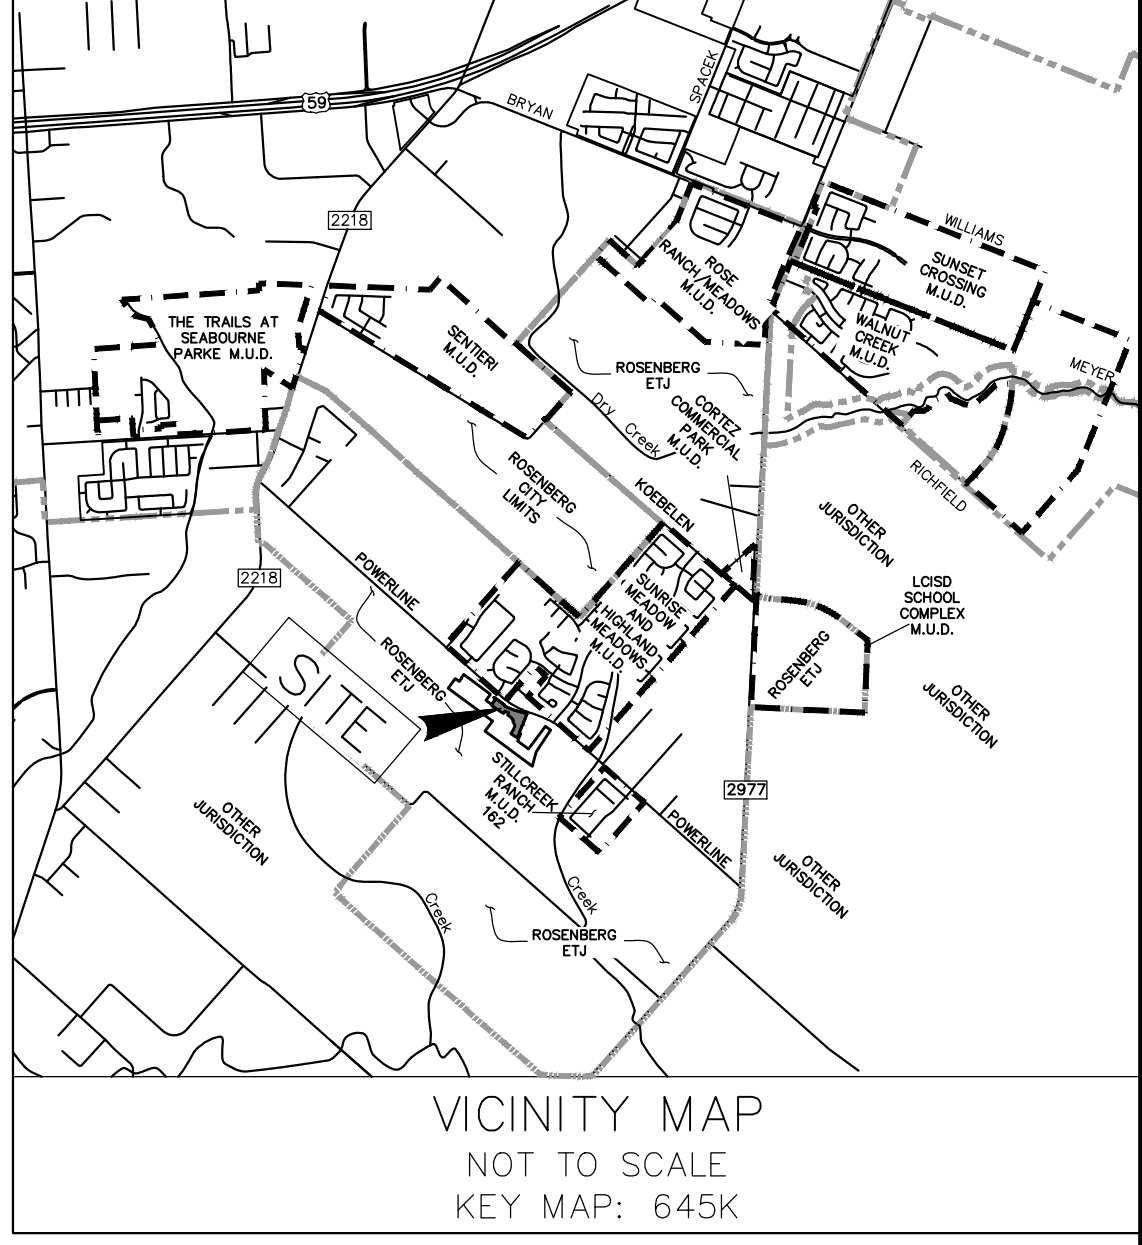 59
BRYAN
SPACEK
2218
WILLIAMS
SUNSET
CROSSING
M.U.D.
ROSE
RANCH/MEADOWS
M.U.D.
THE TRAILS AT
SEABOURNE
PARKE M.U.D.
SENTIERI
M.U.D.
WALNUT
CREEK
M.U.D.
MEYER
ROSENBERG
ETJ
Dry
Creek
CORTEZ
COMMERCIAL
PARK
M.U.D.
ROSENBERG
CITY
LIMITS
KOEBELEN
RICHFIELD
OTHER
JURISDICTION
2218
POWERLINE
SUNRISE
MEADOW
AND
HIGHLAND
MEADOWS
M.U.D.
LCISD
SCHOOL
COMPLEX
M.U.D.
ROSENBERG
ETJ
ROSENBERG
ETJ
SITE
OTHER
JURISDICTION
STILLCREEK
RANCH
M.U.D.
162
2977
OTHER
JURISDICTION
POWERLINE
OTHER
JURISDICTION
Creek
Creek
ROSENBERG
ETJ
VICINITY MAP
NOT TO SCALE
KEY MAP: 645K